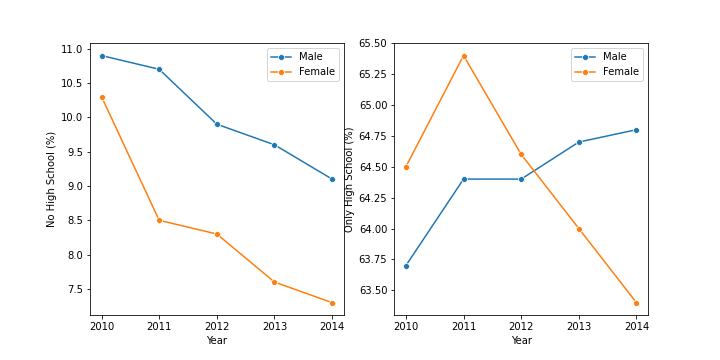 No High School (%)
11.0
10.5
10.0
9.5
9.0
8.5
8.0
7.5
2010 2011 2012 2013 2014
Year
Male
Female
Only High School (%)
65.50
65.25
65.00
64.75
64.50
64.25
64.00
63.75
63.50
2010 2011 2012 2013 2014
Year
Male
Female